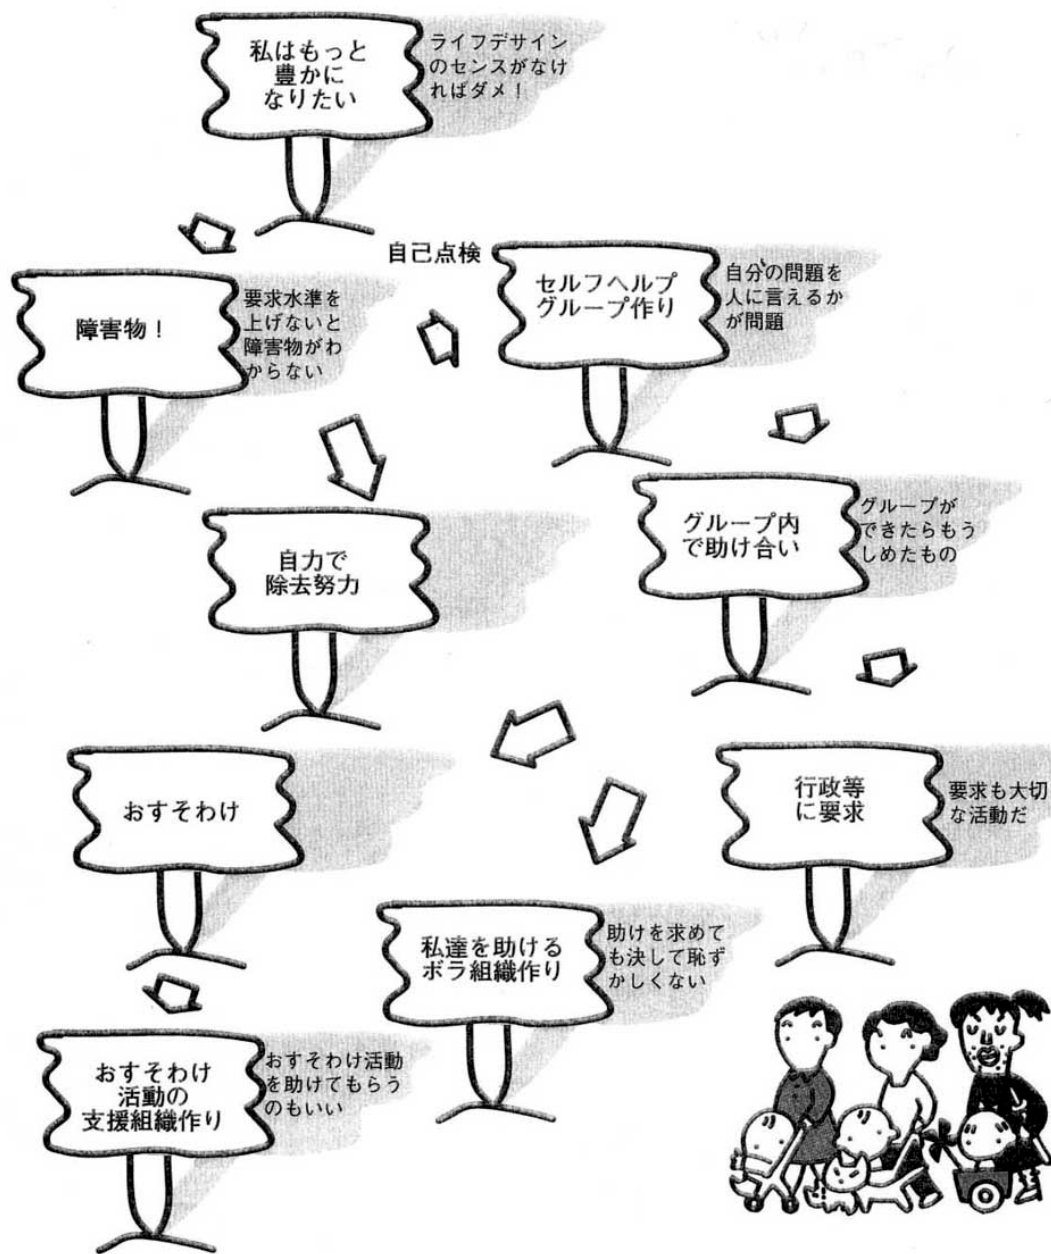 私はもっと
豊かに
なりたい
ライフデザイン
のセンスがなけ
ればダメ！
自己点検
障害物！
要求水準を
上げないと
障害物がわ
からない
セルフヘルプ
グループ作り
自分の問題を
人に言えるか
が問題
自力で
除去努力
グループ内
で助け合い
グループが
できたらもう
しめたもの
おすそわけ
行政等
に要求
要求も大切
な活動だ
私達を助ける
ボラ組織作り
助けを求めて
も決して恥ず
かしくない
おすそわけ
活動の
支援組織作り
おすそわけ活動
を助けてもらう
のもいい